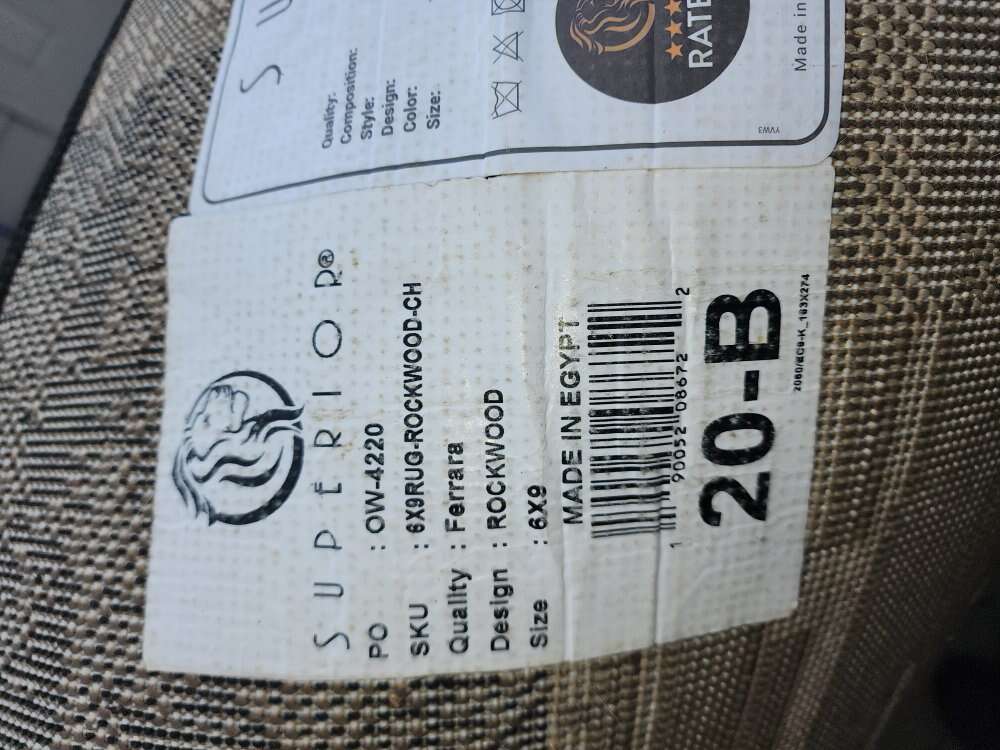 S U
Quality:
Composition:
Style:
Design:
Color:
Size:
RATE
Made in
YVW3
SUPERIOR®
PO : OW-4220
SKU : 6X9RUG-ROCKWOOD-CH
Quality : Ferrara
Design : ROCKWOOD
Size : 6X9
MADE IN EGYPT
1 90052 08672 2
20-B